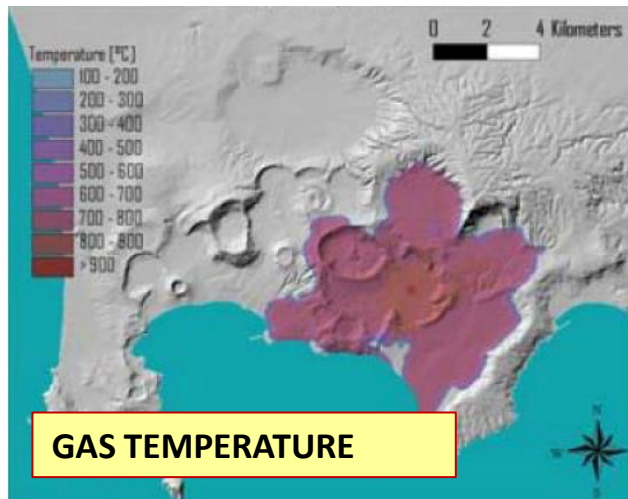 0 2 4 Kilometers
Temperature [ºC]
100 - 200
200 - 300
300 - 400
400 - 500
500 - 600
600 - 700
700 - 800
800 - 800
>900
GAS TEMPERATURE
N
W
E
S